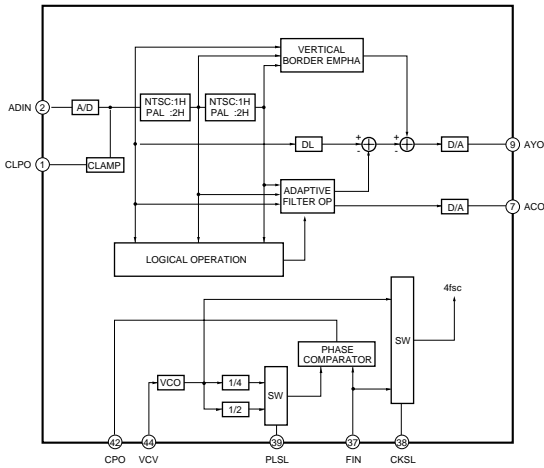 VERTICAL
BORDER EMPHA
ADIN
2
A/D
NTSC:1H
PAL :2H
NTSC:1H
PAL :2H
CLPO
1
CLAMP
DL
+
-
+
-
D/A
9
AYO
ADAPTIVE
FILTER OP
D/A
7
ACO
LOGICAL OPERATION
4fsc
SW
PHASE
COMPARATOR
VCO
1/4
1/2
SW
42
44
39
37
38
CPO
VCV
PLSL
FIN
CKSL